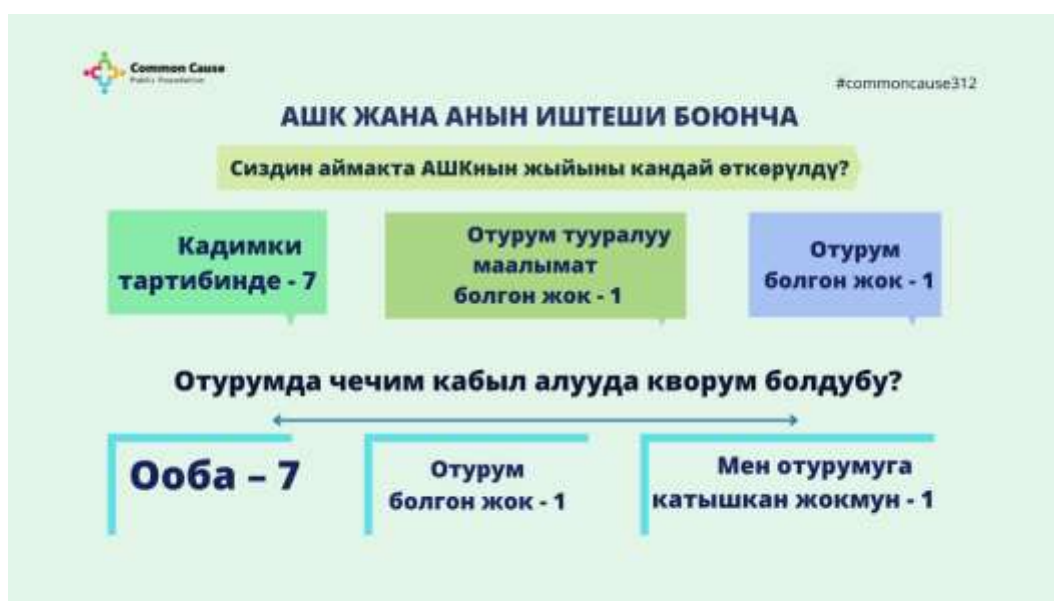 Common Cause
Public Foundation
#commoncause312
АШК ЖАНА АНЫН ИШТЕШИ БОЮНЧА
Сиздин аймакта АШКнын жыйыны кандай өткөрүлдү?
Кадимки
тартибинде - 7
Отурум тууралуу
маалымат
болгон жок - 1
Отурум
болгон жок - 1
Отурумда чечим кабыл алууда кворум болдубу?
Ооба – 7
Отурум
болгон жок - 1
Мен отурумуга
катышкан жокмун - 1